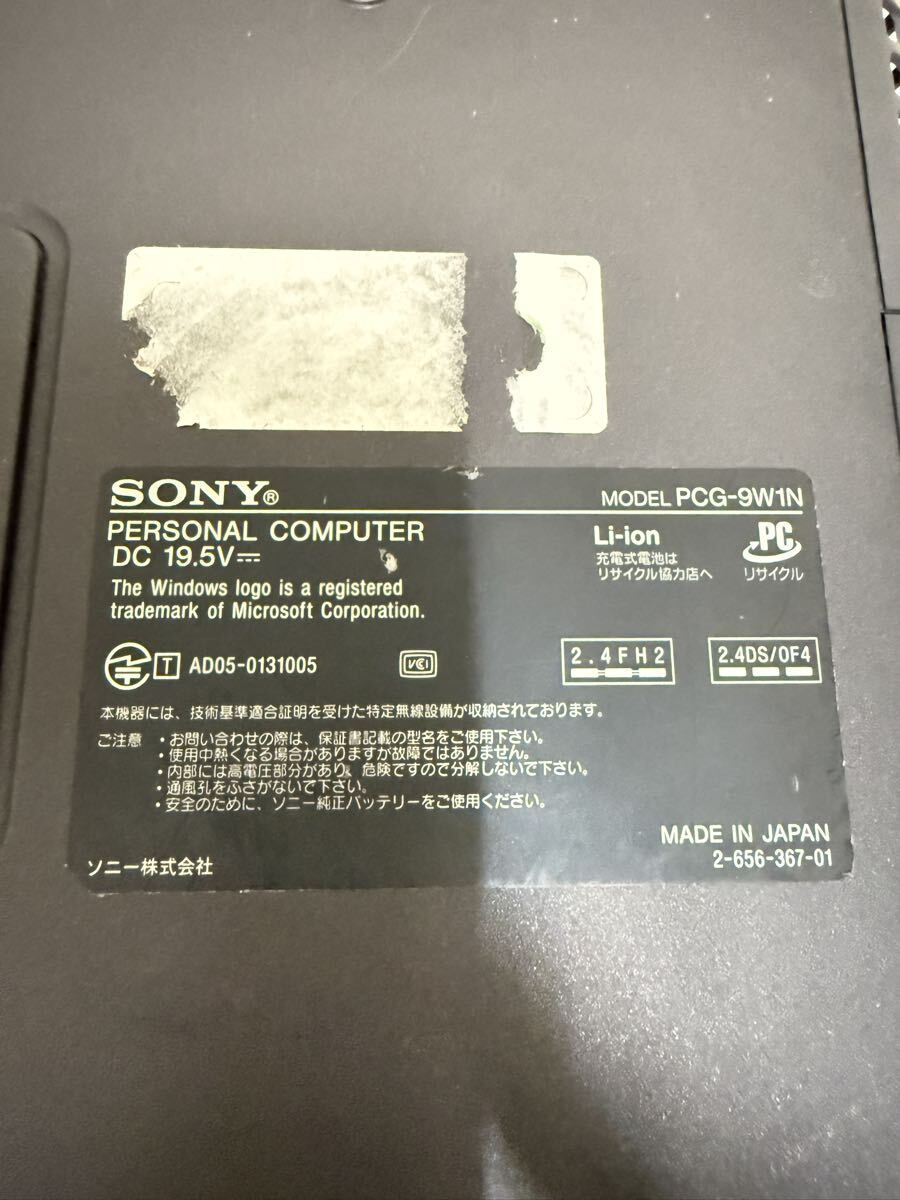 SONY®
MODEL PCG-9W1N
PERSONAL COMPUTER
DC 19.5V⎓
Li-ion
充電式電池は
リサイクル協力店へ
PC
リサイクル
The Windows logo is a registered
trademark of Microsoft Corporation.
T AD05-0131005
VCI
2.4FH2
2.4DS/OF4
本機器には、技術基準適合証明を受けた特定無線設備が収納されております。
ご注意 ・お問い合わせの際は、保証書記載の型名をご使用下さい。
・使用中熱くなる場合がありますが故障ではありません。
・内部には高電圧部分があり、危険ですので分解しないで下さい。
・通風孔をふさがないで下さい。
・安全のために、ソニー純正バッテリーをご使用ください。
MADE IN JAPAN
2-656-367-01
ソニー株式会社